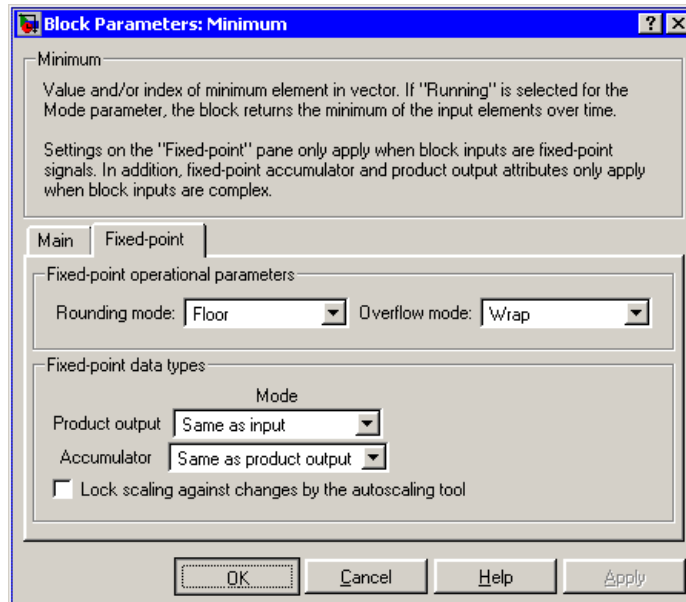 Block Parameters: Minimum
Minimum
Value and/or index of minimum element in vector. If "Running" is selected for the
Mode parameter, the block returns the minimum of the input elements over time.
Settings on the "Fixed-point" pane only apply when block inputs are fixed-point
signals. In addition, fixed-point accumulator and product output attributes only apply
when block inputs are complex.
Main Fixed-point
Fixed-point operational parameters
Rounding mode: Floor Overflow mode: Wrap
Fixed-point data types
Mode
Product output Same as input
Accumulator Same as product output
Lock scaling against changes by the autoscaling tool
OK Cancel Help Apply